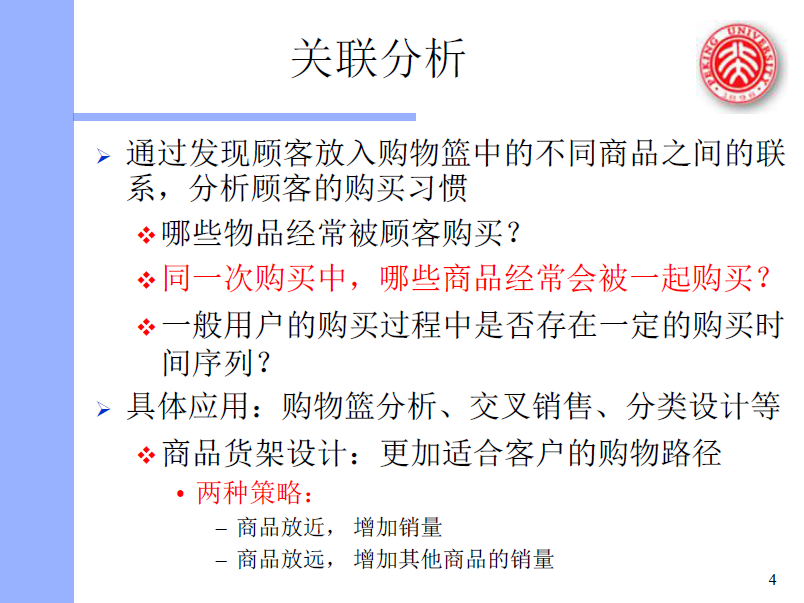 关联分析
PEKING UNIVERSITY
1898
通过发现顾客放入购物篮中的不同商品之间的联
系，分析顾客的购买习惯
哪些物品经常被顾客购买？
同一次购买中，哪些商品经常会被一起购买？
一般用户的购买过程中是否存在一定的购买时
间序列？
具体应用：购物篮分析、交叉销售、分类设计等
商品货架设计：更加适合客户的购物路径
• 两种策略：
– 商品放近， 增加销量
– 商品放远， 增加其他商品的销量
4